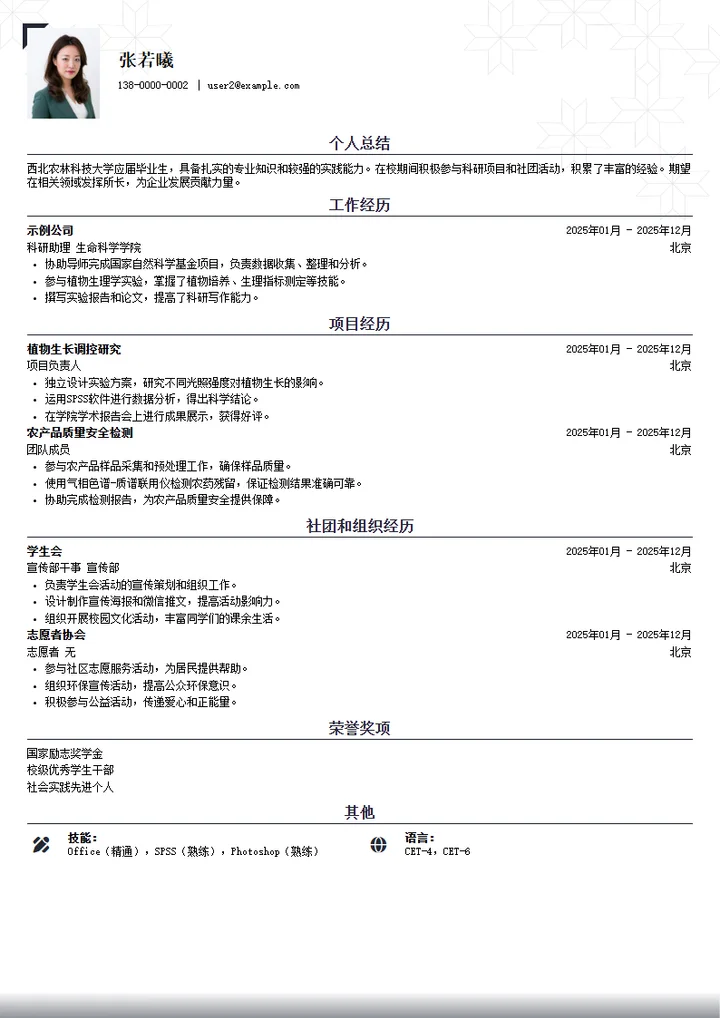 张若曦
138-0000-0002 | user2@example.com
个人总结
西北农林科技大学应届毕业生，具备扎实的专业知识和较强的实践能力。在校期间积极参与科研项目和社团活动，积累了丰富的经验。期望
在相关领域发挥所长，为企业发展贡献力量。
工作经历
示例公司 2025年01月 - 2025年12月
科研助理 生命科学学院 北京
• 协助导师完成国家自然科学基金项目，负责数据收集、整理和分析。
• 参与植物生理学实验，掌握了植物培养、生理指标测定等技能。
• 撰写实验报告和论文，提高了科研写作能力。
项目经历
植物生长调控研究 2025年01月 - 2025年12月
项目负责人 北京
• 独立设计实验方案，研究不同光照强度对植物生长的影响。
• 运用SPSS软件进行数据分析，得出科学结论。
• 在学院学术报告会上进行成果展示，获得好评。
农产品质量安全检测 2025年01月 - 2025年12月
团队成员 北京
• 参与农产品样品采集和预处理工作，确保样品质量。
• 使用气相色谱-质谱联用仪检测农药残留，保证检测结果准确可靠。
• 协助完成检测报告，为农产品质量安全提供保障。
社团和组织经历
学生会 2025年01月 - 2025年12月
宣传部干事 宣传部 北京
• 负责学生会活动的宣传策划和组织工作。
• 设计制作宣传海报和微信推文，提高活动影响力。
• 组织开展校园文化活动，丰富同学们的课余生活。
志愿者协会 2025年01月 - 2025年12月
志愿者 无 北京
• 参与社区志愿服务活动，为居民提供帮助。
• 组织环保宣传活动，提高公众环保意识。
• 积极参与公益活动，传递爱心和正能量。
荣誉奖项
国家励志奖学金
校级优秀学生干部
社会实践先进个人
其他
技能： 语言：
Office（精通），SPSS（熟练），Photoshop（熟练） CET-4，CET-6